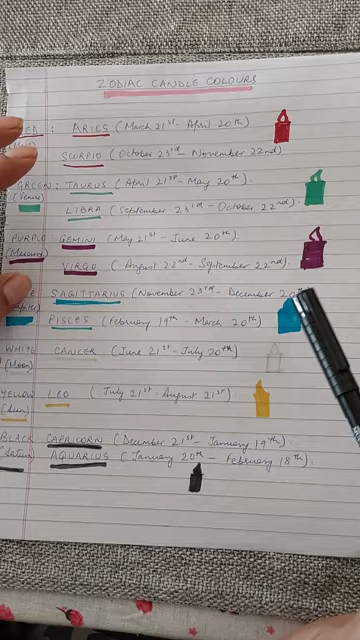 ZODIAC CANDLE COLOURS
ARIES (March 21st - April 20th)
SCORPIO (October 23rd - November 22nd)
GREEN: TAURUS (April 21st - May 20th).
(Venus) LIBRA (September 23rd - October 22nd)
PURPLE GEMINI (May 21st - June 20th)
(Mercury) VIRGO (August 22nd - September 22nd)
SAGITTARIUS (November 23rd - December 20th)
PISCES (February 19th - March 20th)
WHITE CANCER (June 21st - July 20th)
(Moon)
YELLOW LEO (July 21st - August 21st)
(Sun)
BLACK CAPRICORN (December 21st - January 19th).
(Saturn) AQUARIUS (January 20th - February 18th).